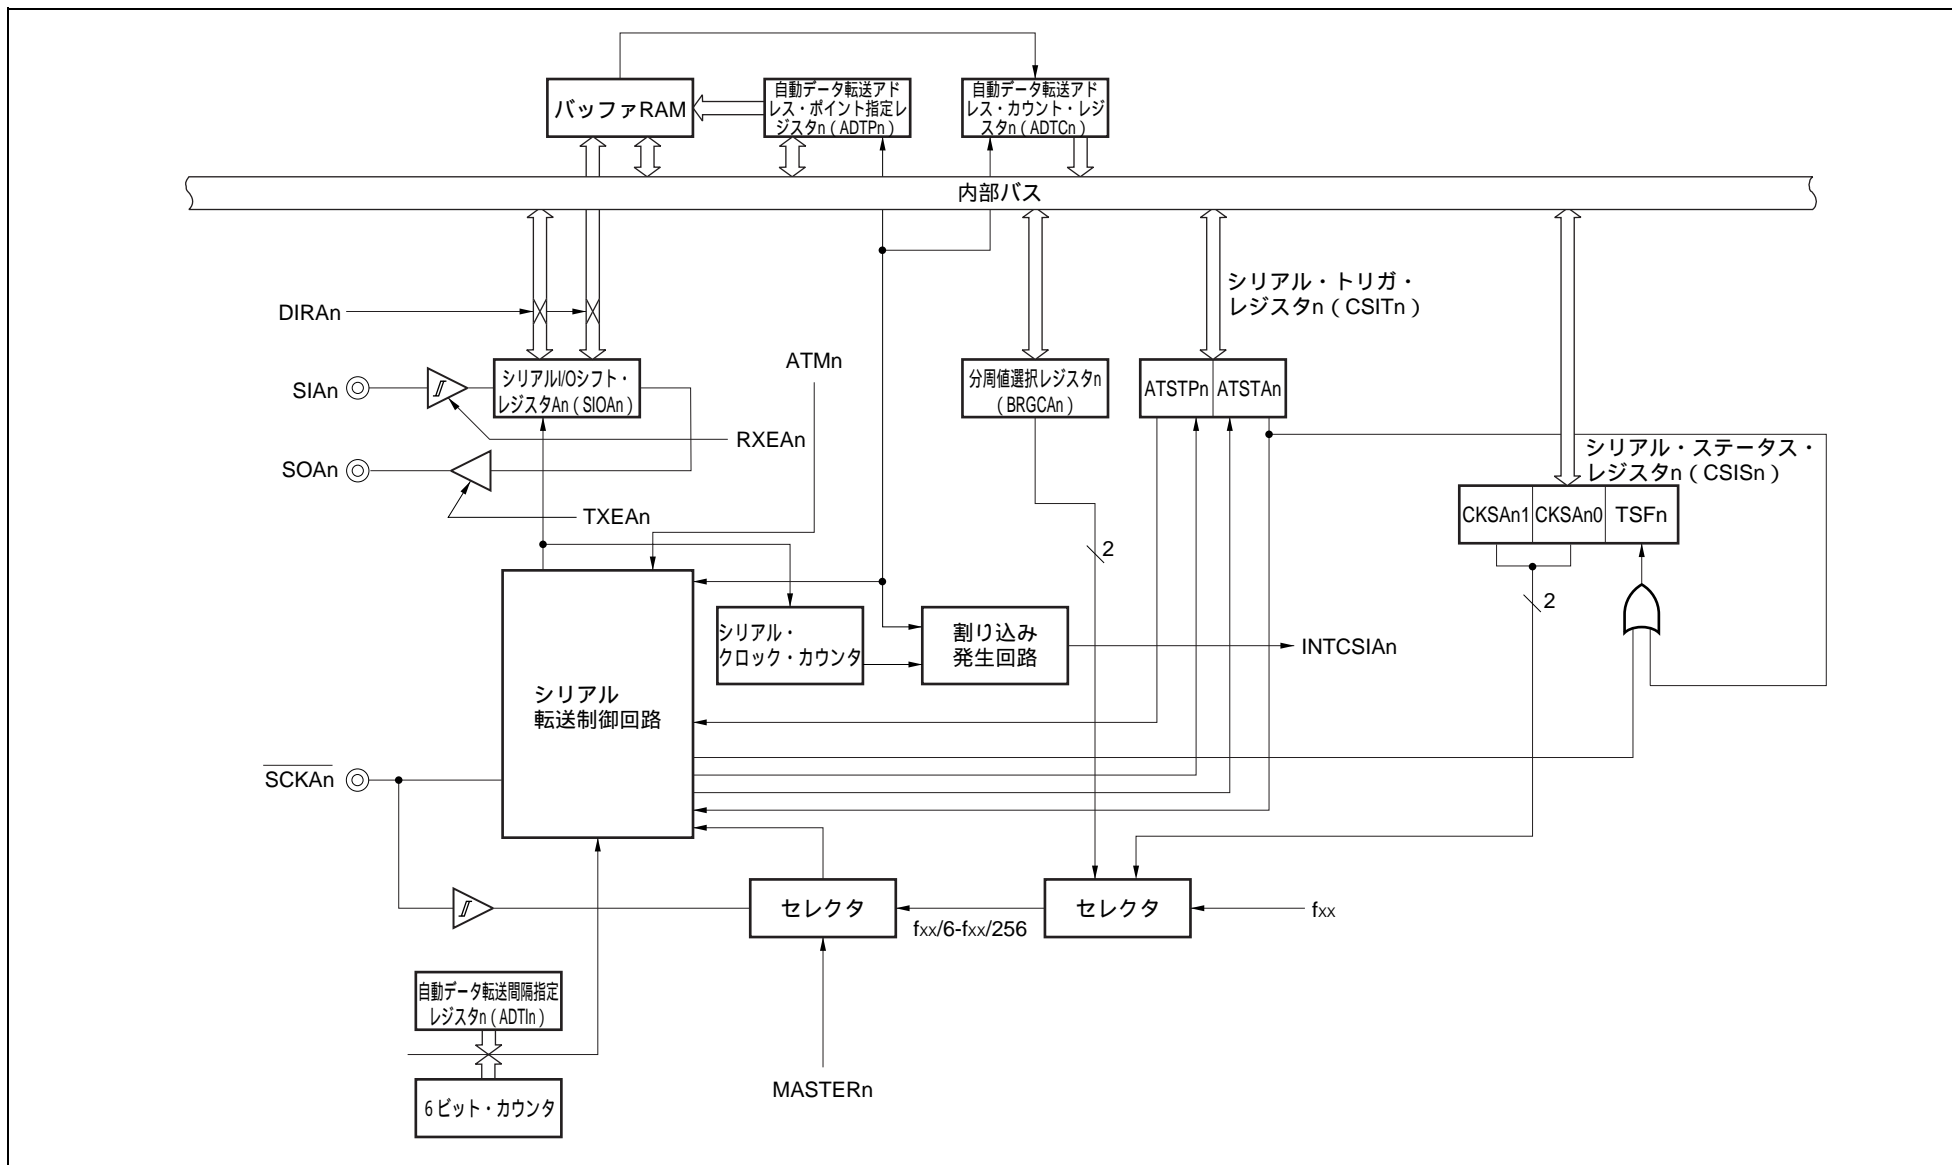 バッファRAM
自動データ転送アド
レス・ポイント指定レ
ジスタn(ADTPn)
自動データ転送アド
レス・カウント・レジ
スタn(ADTCn)
内部バス
DIRAn
シリアル・トリガ・
レジスタn(CSITn)
SIAn
シリアルI/Oシフト・
レジスタAn(SIOAn)
ATMn
分周値選択レジスタn
(BRGCAn)
ATSTPn
ATSTAn
RXEAn
SOAn
シリアル・ステータス・
レジスタn(CSISn)
TXEAn
CKSAn1
CKSAn0
TSFn
2
2
シリアル・
クロック・カウンタ
割り込み
発生回路
INTCSIAn
シリアル
転送制御回路
SCKAn
セレクタ
fxx/6-fxx/256
セレクタ
fxx
自動データ転送間隔指定
レジスタn(ADTIn)
MASTERn
6ビット・カウンタ